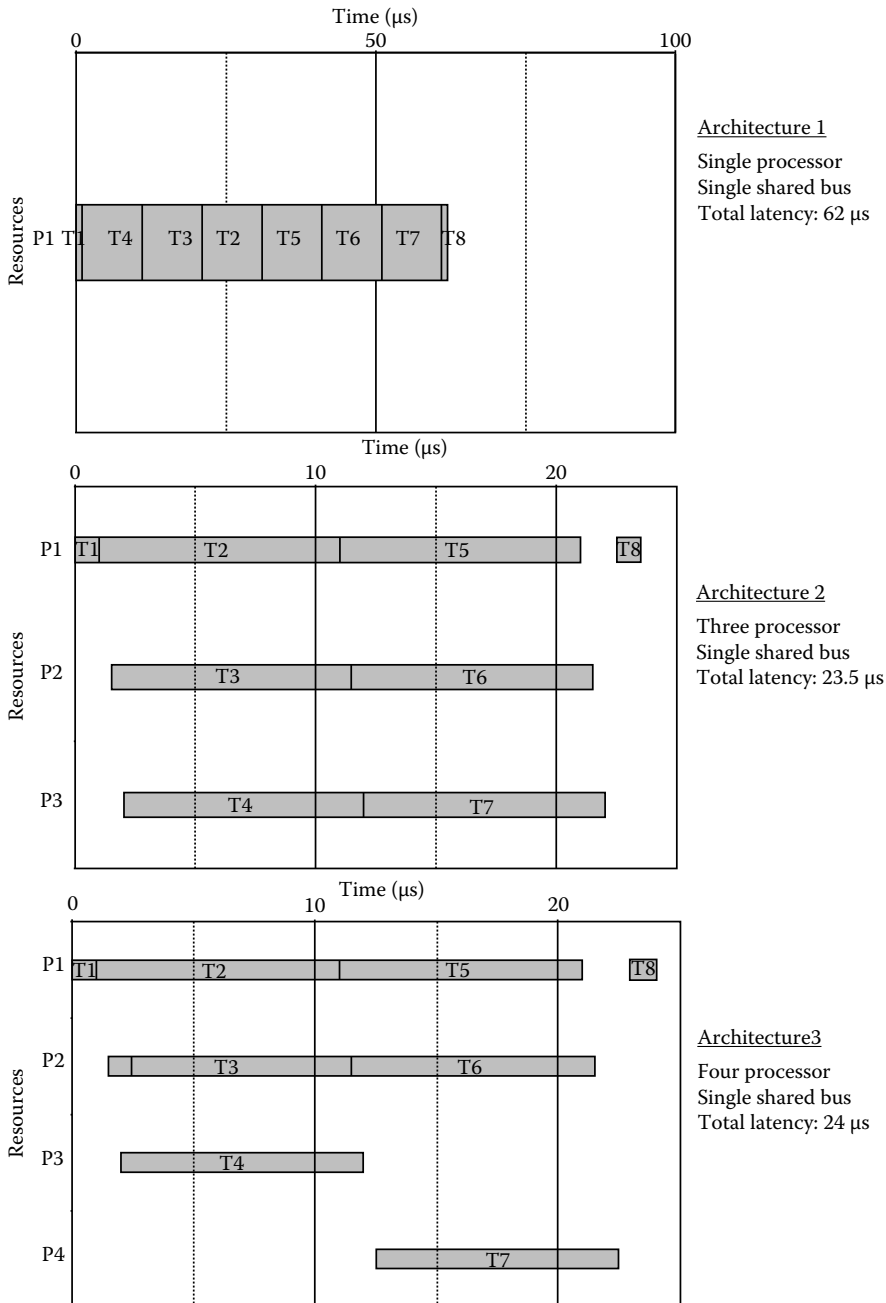 Time (µs)
0 50 100
Resources
P1 T1 T4 T3 T2 T5 T6 T7 T8
Architecture 1
Single processor
Single shared bus
Total latency: 62 µs
Time (µs)
0 10 20
Resources
P1 T1 T2 T5 T8
P2 T3 T6
P3 T4 T7
Architecture 2
Three processor
Single shared bus
Total latency: 23.5 µs
Time (µs)
0 10 20
Resources
P1 T1 T2 T5 T8
P2 T3 T6
P3 T4
P4 T7
Architecture3
Four processor
Single shared bus
Total latency: 24 µs